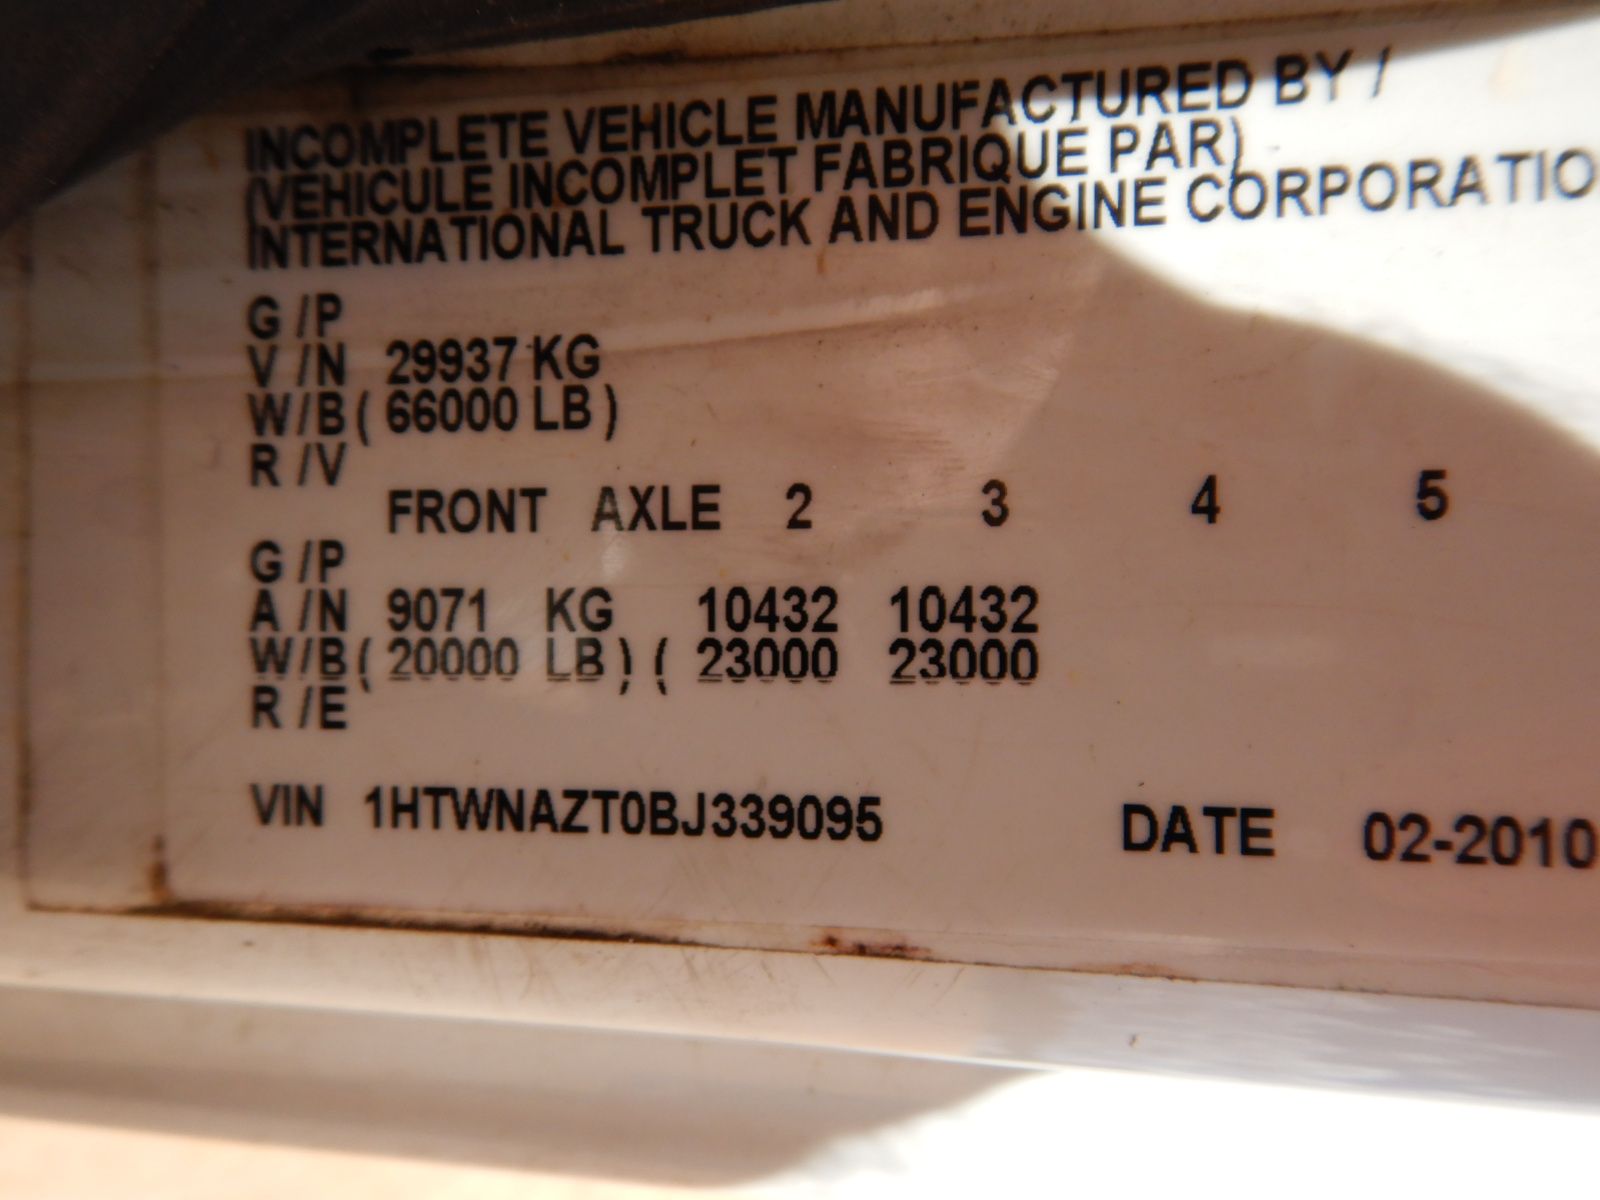 INCOMPLETE VEHICLE MANUFACTURED BY /
(VEHICULE INCOMPLET FABRIQUE PAR)
INTERNATIONAL TRUCK AND ENGINE CORPORATIO
G /P
V /N 29937 KG
W/B ( 66000 LB )
R /V
FRONT AXLE 2 3 4 5
G /P
A /N 9071 KG 10432 10432
W/B ( 20000 LB ) ( 23000 23000
R /E
VIN 1HTWNAZT0BJ339095 DATE 02-2010